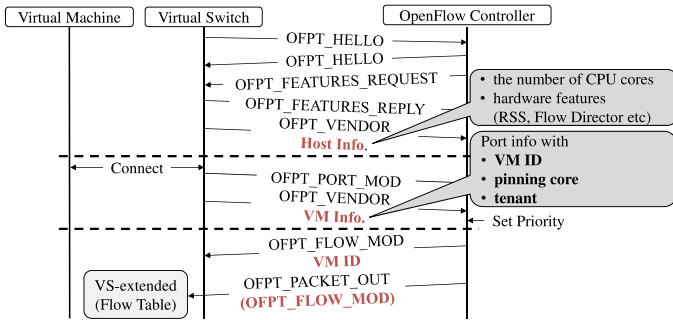 Virtual Machine
Virtual Switch
OpenFlow Controller
OFPT_HELLO
OFPT_HELLO
OFPT_FEATURES_REQUEST
OFPT_FEATURES_REPLY
OFPT_VENDOR
Host Info.
• the number of CPU cores
• hardware features
(RSS, Flow Director etc)
Connect
OFPT_PORT_MOD
OFPT_VENDOR
VM Info.
Port info with
• VM ID
• pinning core
• tenant
Set Priority
OFPT_FLOW_MOD
VM ID
OFPT_PACKET_OUT
(OFPT_FLOW_MOD)
VS-extended
(Flow Table)